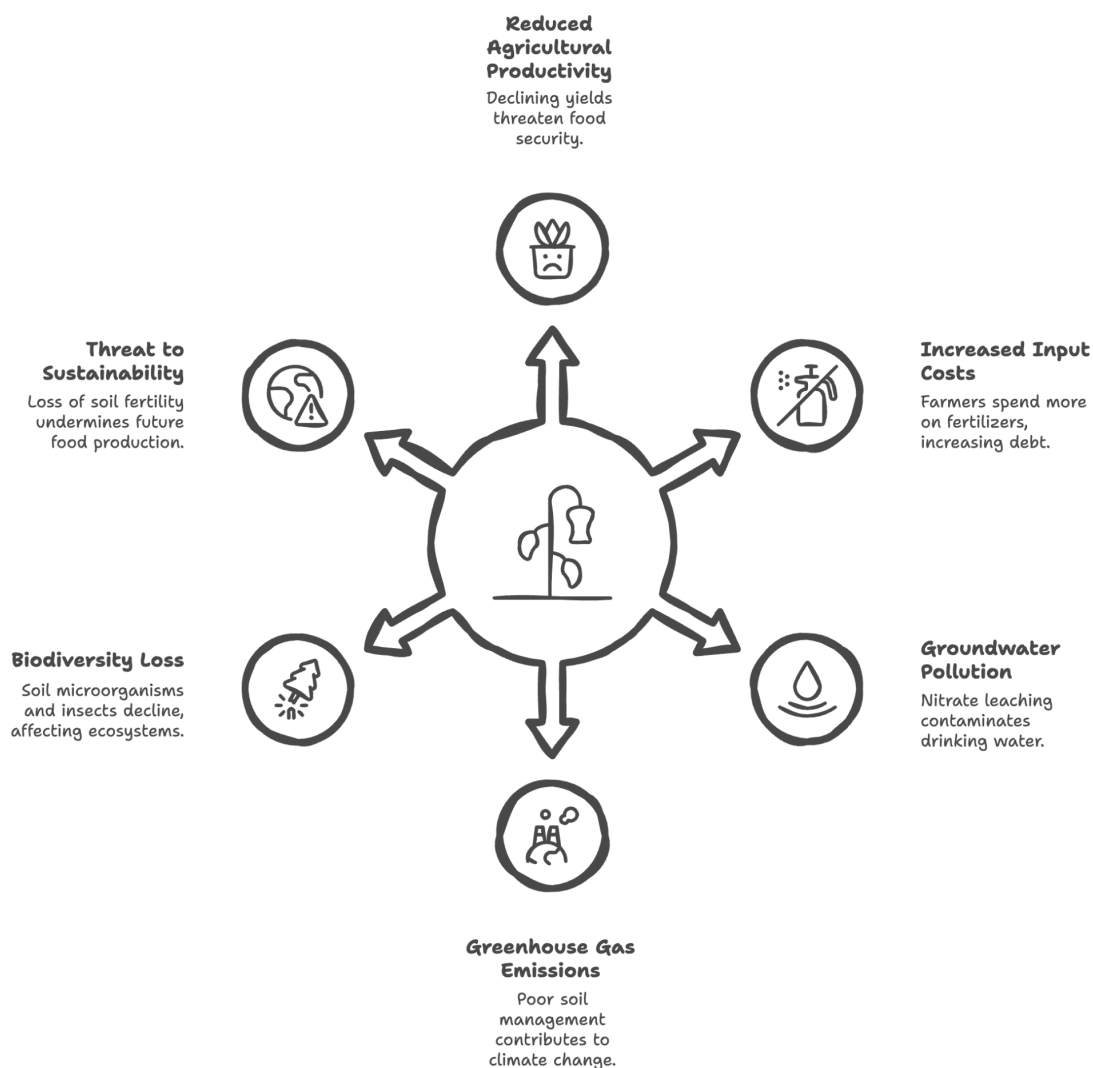 Reduced
Agricultural
Productivity
Declining yields
threaten food
security.
Threat to
Sustainability
Loss of soil fertility
undermines future
food production.
Increased Input
Costs
Farmers spend more
on fertilizers,
increasing debt.
Biodiversity Loss
Soil microorganisms
and insects decline,
affecting ecosystems.
Groundwater
Pollution
Nitrate leaching
contaminates
drinking water.
Greenhouse Gas
Emissions
Poor soil
management
contributes to
climate change.